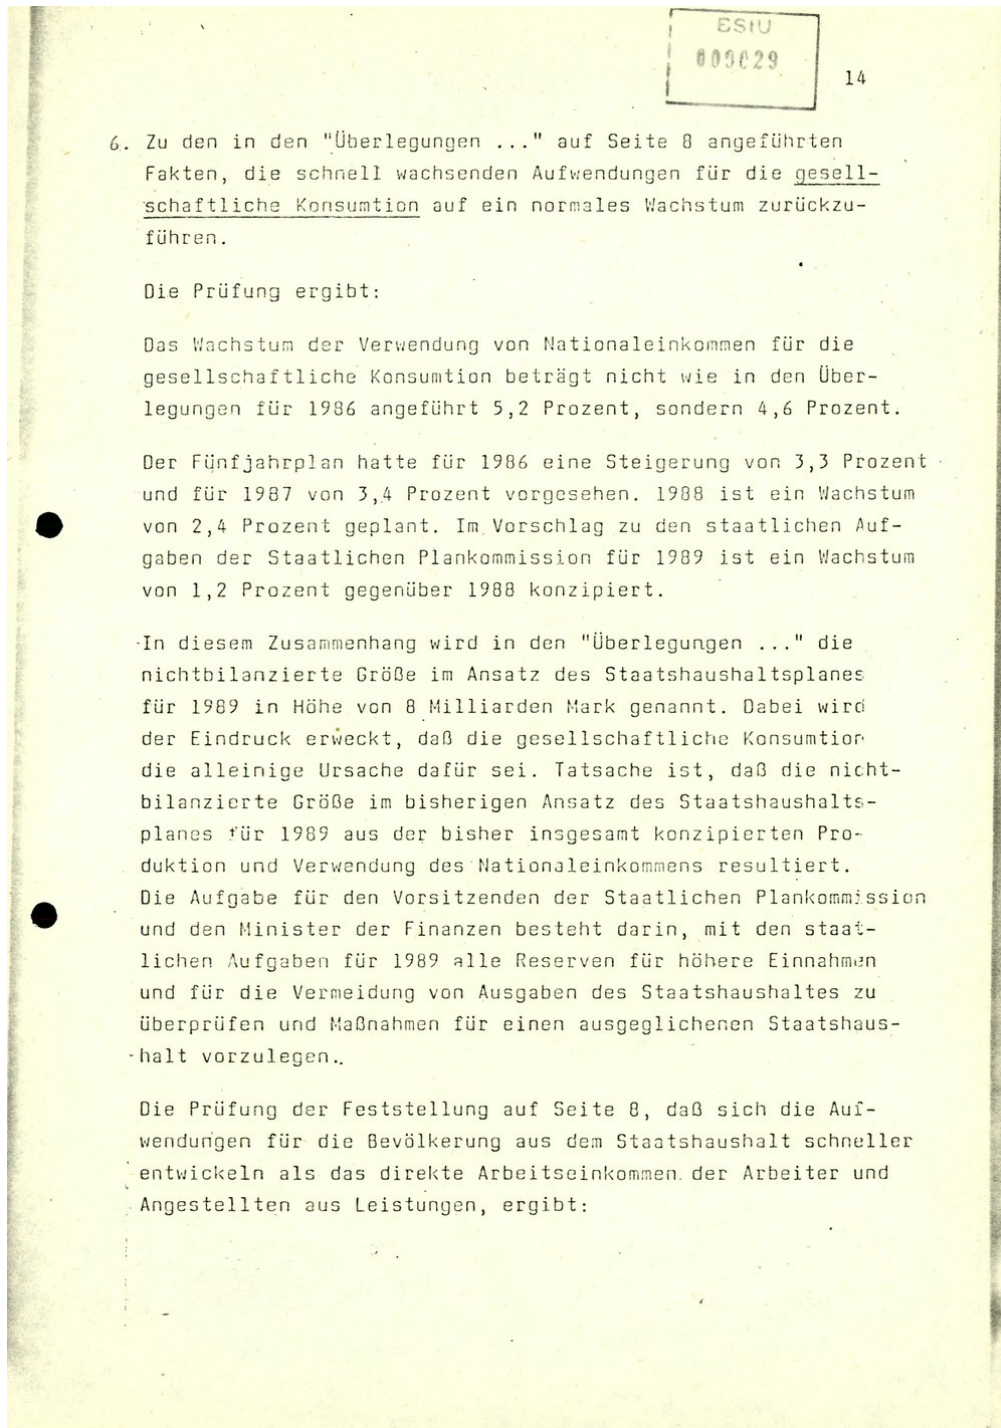 BStU
000029
14
6. Zu den in den "Überlegungen ..." auf Seite 8 angeführten
Fakten, die schnell wachsenden Aufwendungen für die gesell-
schaftliche Konsumtion auf ein normales Wachstum zurückzu-
führen.
Die Prüfung ergibt:
Das Wachstum der Verwendung von Nationaleinkommen für die
gesellschaftliche Konsumtion beträgt nicht wie in den Über-
legungen für 1986 angeführt 5,2 Prozent, sondern 4,6 Prozent.
Der Fünfjahrplan hatte für 1986 eine Steigerung von 3,3 Prozent
und für 1987 von 3,4 Prozent vorgesehen. 1988 ist ein Wachstum
von 2,4 Prozent geplant. Im Vorschlag zu den staatlichen Auf-
gaben der Staatlichen Plankommission für 1989 ist ein Wachstum
von 1,2 Prozent gegenüber 1988 konzipiert.
In diesem Zusammenhang wird in den "Überlegungen ..." die
nichtbilanzierte Größe im Ansatz des Staatshaushaltsplanes
für 1989 in Höhe von 8 Milliarden Mark genannt. Dabei wird
der Eindruck erweckt, daß die gesellschaftliche Konsumtion
die alleinige Ursache dafür sei. Tatsache ist, daß die nicht-
bilanzierte Größe im bisherigen Ansatz des Staatshaushalts-
planes für 1989 aus der bisher insgesamt konzipierten Pro-
duktion und Verwendung des Nationaleinkommens resultiert.
Die Aufgabe für den Vorsitzenden der Staatlichen Plankommission
und den Minister der Finanzen besteht darin, mit den staat-
lichen Aufgaben für 1989 alle Reserven für höhere Einnahmen
und für die Vermeidung von Ausgaben des Staatshaushaltes zu
überprüfen und Maßnahmen für einen ausgeglichenen Staatshaus-
halt vorzulegen.
Die Prüfung der Feststellung auf Seite 8, daß sich die Auf-
wendungen für die Bevölkerung aus dem Staatshaushalt schneller
entwickeln als das direkte Arbeitseinkommen der Arbeiter und
Angestellten aus Leistungen, ergibt: